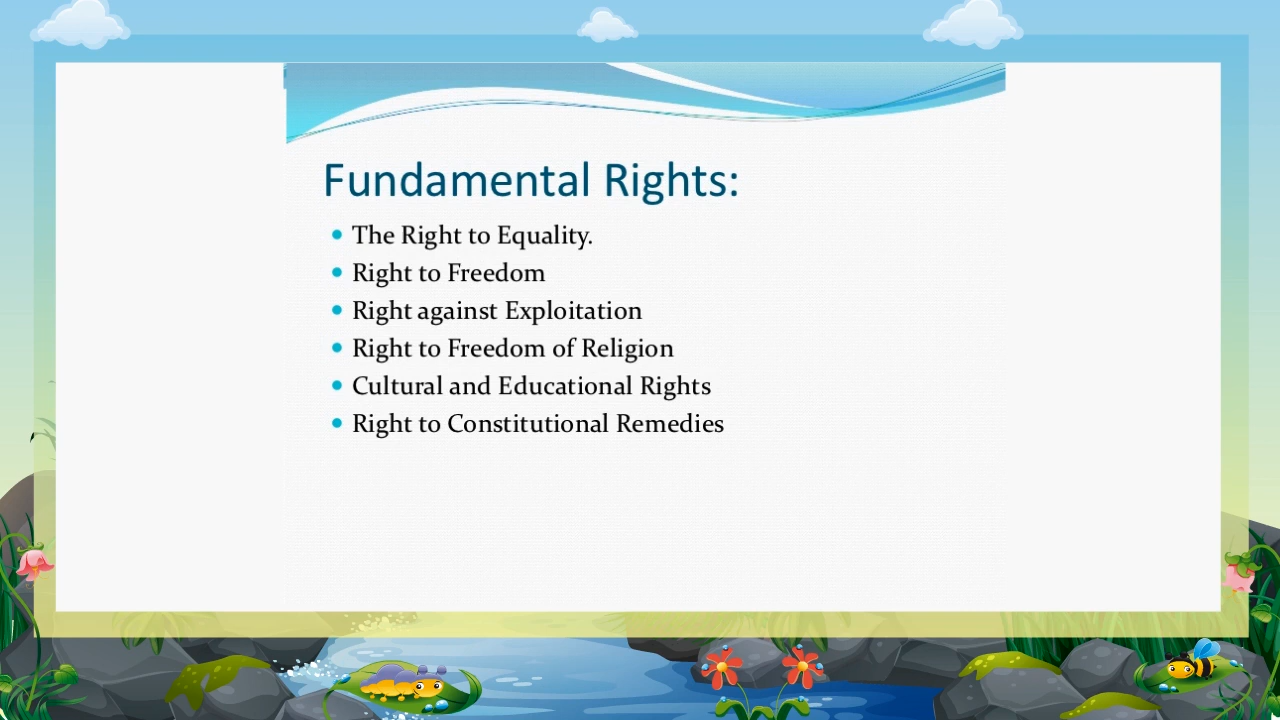 Fundamental Rights:
• The Right to Equality.
• Right to Freedom
• Right against Exploitation
• Right to Freedom of Religion
• Cultural and Educational Rights
• Right to Constitutional Remedies